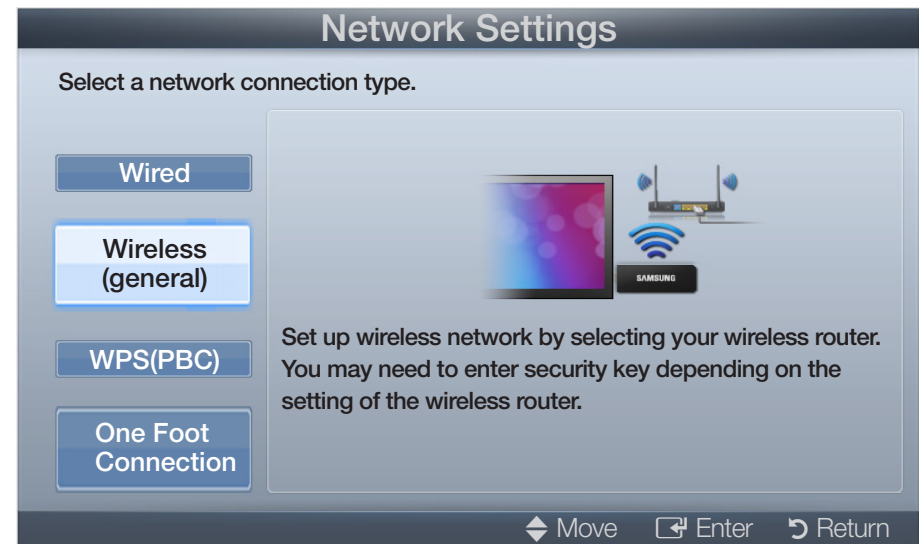 Network Settings
Select a network connection type.
Wired
Wireless
(general)
WPS(PBC)
One Foot
Connection
SAMSUNG
Set up wireless network by selecting your wireless router.
You may need to enter security key depending on the
setting of the wireless router.
Move Enter Return